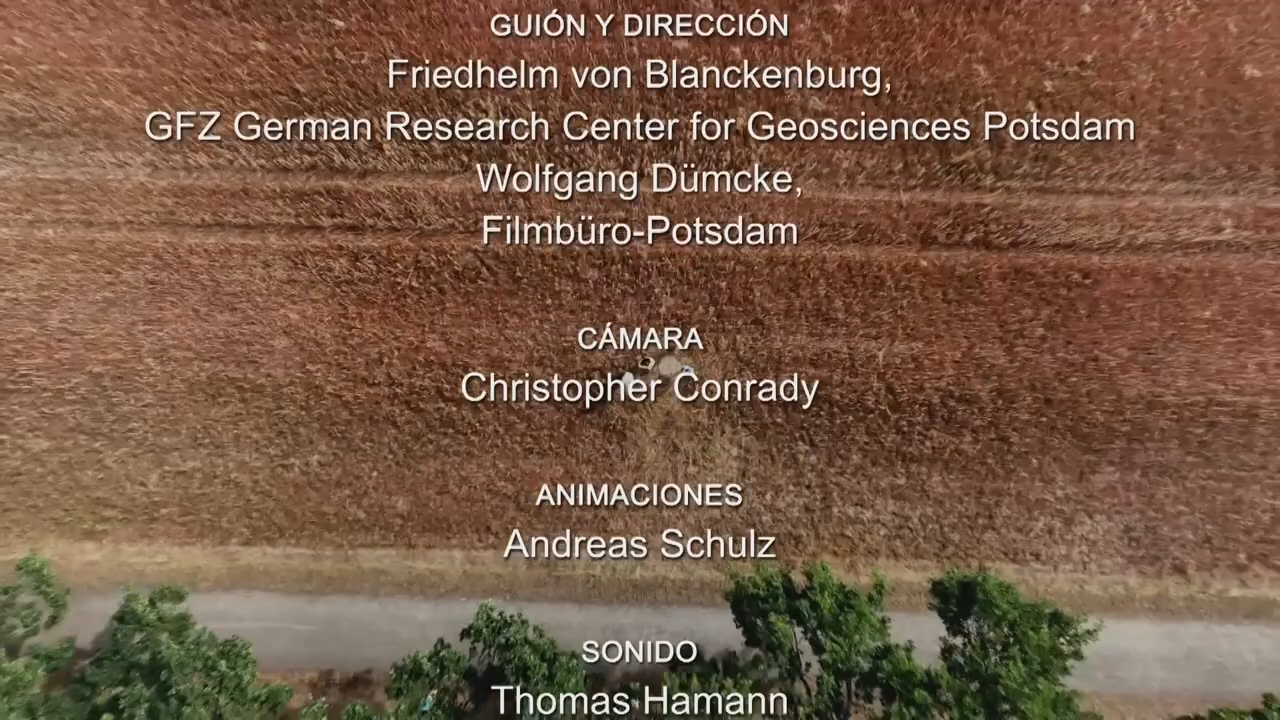 GUIÓN Y DIRECCIÓN
Friedhelm von Blanckenburg,
GFZ German Research Center for Geosciences Potsdam
Wolfgang Dümcke,
Filmbüro-Potsdam
CÁMARA
Christopher Conrady
ANIMACIONES
Andreas Schulz
SONIDO
Thomas Hamann